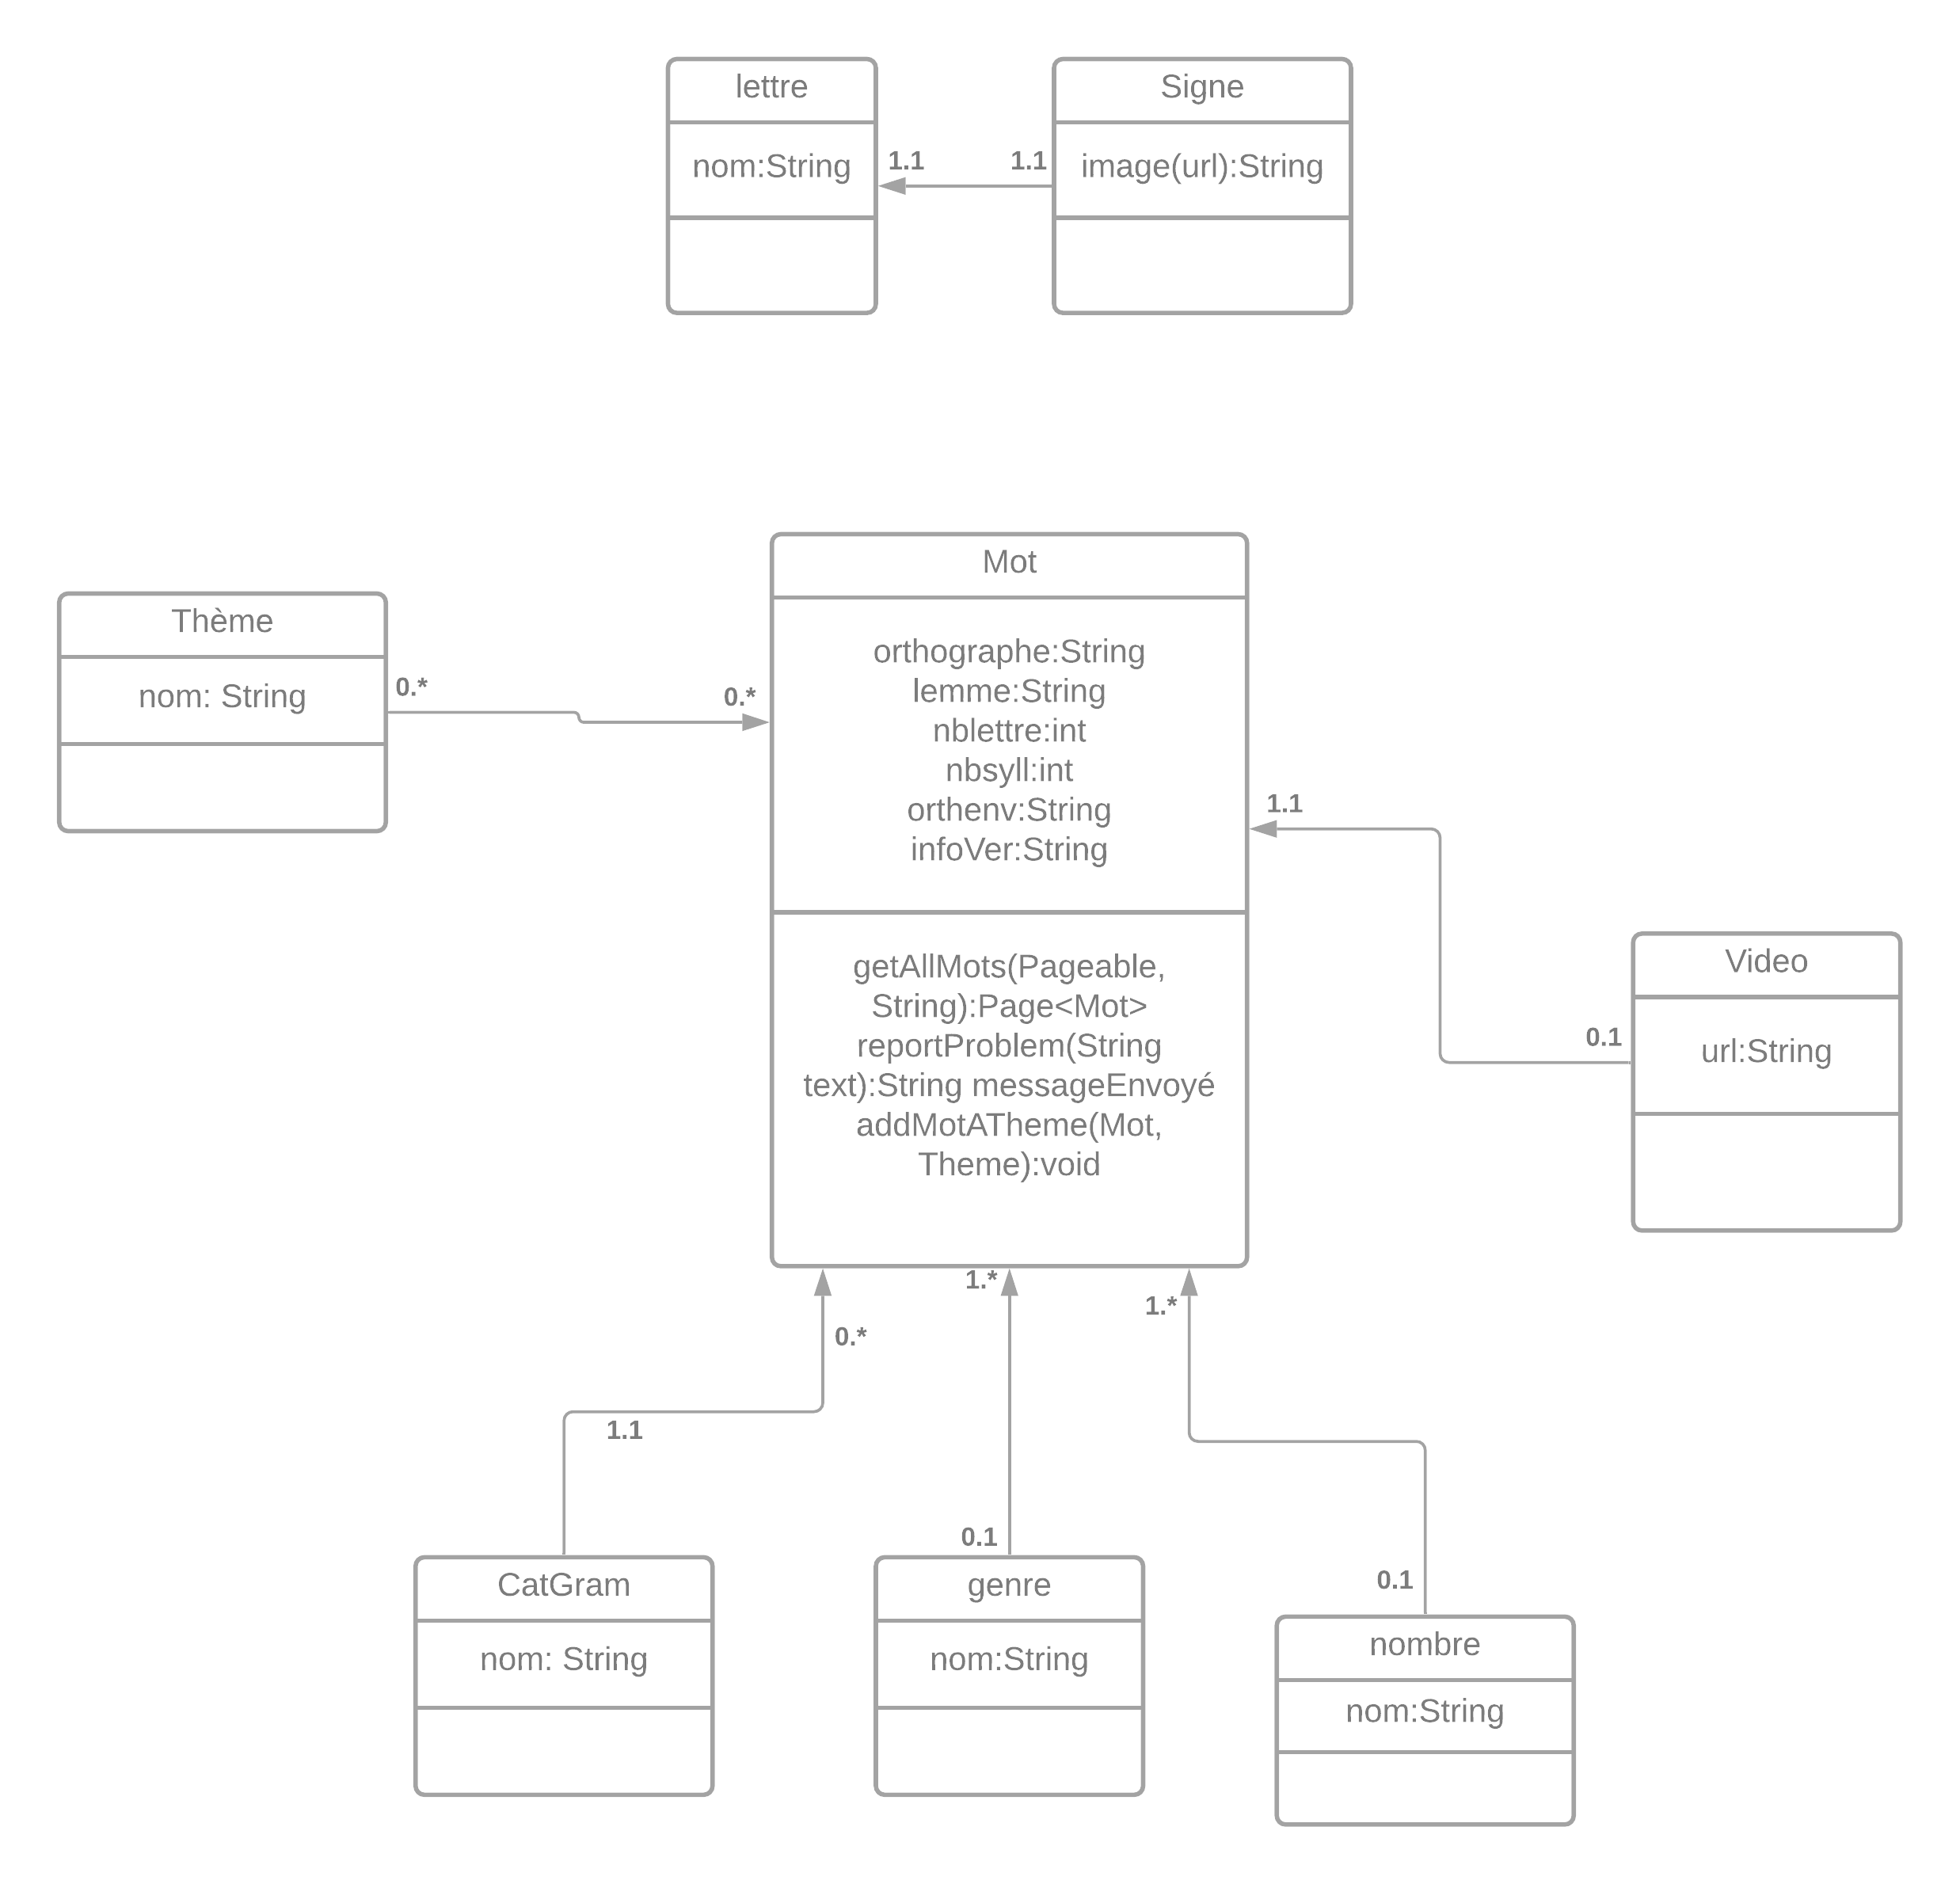 lettre
nom:String
1.1
1.1
Signe
image(url):String
Thème
nom: String
0.*
0.*
Mot
orthographe:String
lemme:String
nblettre:int
nbsyll:int
orthenv:String
infoVer:String
getAllMots(Pageable,
String):Page<Mot>
reportProblem(String
text):String messageEnvoyé
addMotATheme(Mot,
Theme):void
1.1
0.1
Video
url:String
0.*
1.1
1.*
0.1
1.*
0.1
CatGram
nom: String
genre
nom:String
nombre
nom:String